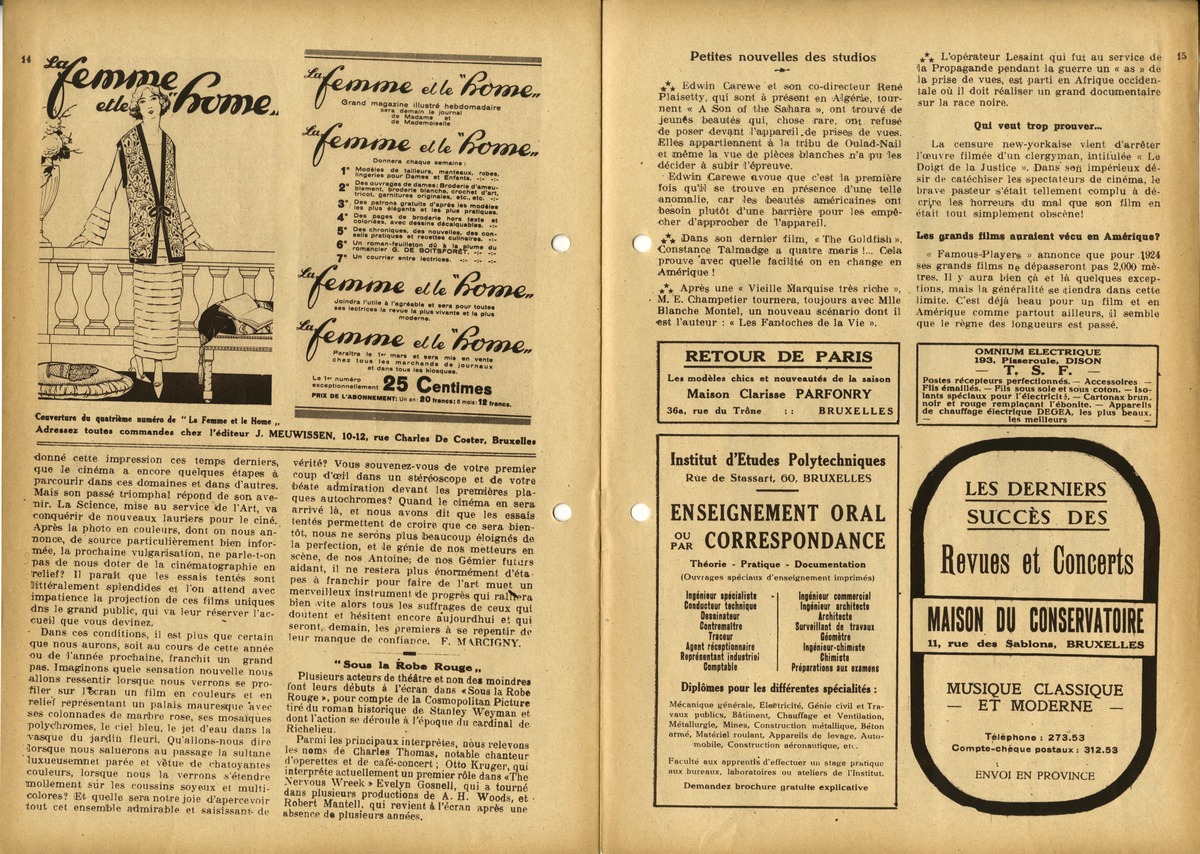 14
La femme et le "home„
La femme et le "home„
Grand magazine illustré hebdomadaire
sera demain le journal
de Madame et
de Mademoiselle
La femme et le "home„
Donnera chaque semaine :
1° Modèles de tailleurs, manteaux, robes,
lingeries pour Dames et Enfants. -:- -:-
2° Des ouvrages de dames: Broderie d'ameu-
blement, broderie blanche, crochet d'art,
tricot, garnitures originales, etc., etc. -:-
3° Des patrons gratuits d'après les modèles
les plus élégants et les plus pratiques.
4° Des pages de broderie hors texte et
coloriées, avec dessins décalquables. -:-
5° Des chroniques, des nouvelles, des con-
seils pratiques et recettes culinaires. -:-
6° Un roman-feuilleton dû à la plume du
romancier G. DE BOITSFORET. -:- -:-
7° Un courrier entre lectrices. -:- -:-
La femme et le "home„
Joindra l'utile à l'agréable et sera pour toutes
ses lectrices la revue la plus vivante et la plus
moderne.
La femme et le "home„
Paraîtra le 1er mars et sera mis en vente
chez tous les marchands de journaux
et dans tous les kiosques.
Le 1er numéro
exceptionnellement 25 Centimes
PRIX DE L'ABONNEMENT: Un an: 20 francs; 6 mois: 12 francs.
Couverture du quatrième numéro de "La Femme et le Home„
Adressez toutes commandes chez l'éditeur J. MEUWISSEN, 10-12, rue Charles De Coster, Bruxelles
donné cette impression ces temps derniers,
que le cinéma a encore quelques étapes à
parcourir dans ces domaines et dans d'autres.
Mais son passé triomphal répond de son ave-
nir. La Science, mise au service de l'Art, va
conquérir de nouveaux lauriers pour le ciné.
Après la photo en couleurs, dont on nous an-
nonce, de source particulièrement bien infor-
mée, la prochaine vulgarisation, ne parle-t-on
pas de nous doter de la cinématographie en
relief? Il paraît que les essais tentés sont
littéralement splendides et l'on attend avec
impatience la projection de ces films uniques
dns le grand public, qui va leur réserver l'ac-
cueil que vous devinez.
Dans ces conditions, il est plus que certain
que nous aurons, soit au cours de cette année
ou de l'année prochaine, franchit un grand
pas. Imaginons quelle sensation nouvelle nous
allons ressentir lorsque nous verrons se pro-
filer sur l'écran un film en couleurs et en
relief représentant un palais mauresque avec
ses colonnades de marbre rose, ses mosaïques
polychromes, le ciel bleu, le jet d'eau dans la
vasque du jardin fleuri. Qu'allons-nous dire
lorsque nous saluerons au passage la sultane
luxueusemnet parée et vêtue de chatoyantes
couleurs, lorsque nous la verrons s'étendre
mollement sur les coussins soyeux et multi-
colores? Et quelle sera notre joie d'apercevoir
tout cet ensemble admirable et saisissant de
vérité? Vous souvenez-vous de votre premier
coup d'œil dans un stéréoscope et de votre
béate admiration devant les premières pla-
ques autochromes? Quand le cinéma en sera
arrivé là, et nous avons dit que les essais
tentés permettent de croire que ce sera bien-
tôt, nous ne serons plus beaucoup éloignés de
la perfection, et le génie de nos metteurs en
scène, de nos Antoine, de nos Gémier futurs
aidant, il ne restera plus énormément d'éta-
pes à franchir pour faire de l'art muet un
merveilleux instrument de progrès qui ralliera
bien vite alors tous les suffrages de ceux qui
doutent et hésitent encore aujourd'hui et qui
seront, demain, les premiers à se repentir de
leur manque de confiance. F. MARCIGNY.
"Sous la Robe Rouge„
Plusieurs acteurs de théâtre et non des moindres
font leurs débuts à l'écran dans «Sous la Robe
Rouge», pour compte de la Cosmopolitan Picture
tiré du roman historique de Stanley Weyman et
dont l'action se déroule à l'époque du cardinal de
Richelieu.
Parmi les principaux interprètes, nous relevons
les noms de Charles Thomas, notable chanteur
d'operettes et de café-concert; Otto Kruger, qui
interprète actuellement un premier rôle dans «The
Nervous Wreek» Evelyn Gosnell, qui a tourné
dans plusieurs productions de A. H. Woods, et
Robert Mantell, qui revient à l'écran après une
absence de plusieurs années.
Petites nouvelles des studios
⁂ Edwin Carewe et son co-directeur René
Plaisetty, qui sont à présent en Algérie, tour-
nent « A Son of the Sahara », ont trouvé de
jeunes beautés qui, chose rare, ont refusé
de poser devant l'appareil de prises de vues.
Elles appartiennent à la tribu de Oulad-Nail
et même la vue de pièces blanches n'a pu les
décider à subir l'épreuve.
Edwin Carewe avoue que c'est la première
fois qu'il se trouve en présence d'une telle
anomalie, car les beautés américaines ont
besoin plutôt d'une barrière pour les empê-
cher d'approcher de l'appareil.
⁂ Dans son dernier film, « The Goldfish »,
Constance Talmadge a quatre maris!... Cela
prouve avec quelle facilité on en change en
Amérique !
⁂ Après une « Vieille Marquise très riche »,
M. E. Champetier tournera, toujours avec Mlle
Blanche Montel, un nouveau scénario dont il
est l'auteur : « Les Fantoches de la Vie ».
RETOUR DE PARIS
Les modèles chics et nouveautés de la saison
Maison Clarisse PARFONRY
36a, rue du Trône :: BRUXELLES
Institut d'Etudes Polytechniques
Rue de Stassart, 60, BRUXELLES
ENSEIGNEMENT ORAL
OU PAR CORRESPONDANCE
Théorie - Pratique - Documentation
(Ouvrages spéciaux d'enseignement imprimés)
Ingénieur spécialiste
Conducteur technique
Dessinateur
Contremaître
Traceur
Agent réceptionnaire
Représentant industriel
Comptable
Ingénieur commercial
Ingénieur architecte
Architecte
Surveillant de travaux
Géomètre
Ingénieur-chimiste
Chimiste
Préparations aux examens
Diplômes pour les différentes spécialités :
Mécanique générale, Electricité, Génie civil et Tra-
vaux publics, Bâtiment, Chauffage et Ventilation,
Métallurgie, Mines, Construction métallique, Béton
armé, Matériel roulant, Appareils de levage, Auto-
mobile, Construction aéronautique, etc.
Faculté aux apprentis d'effectuer un stage pratique
aux bureaux, laboratoires ou ateliers de l'Institut.
Demandez brochure gratuite explicative
15
⁂ L'opérateur Lesaint qui fut au service de
la Propagande pendant la guerre un « as » de
la prise de vues, est parti en Afrique occiden-
tale où il doit réaliser un grand documentaire
sur la race noire.
Qui veut trop prouver...
La censure new-yorkaise vient d'arrêter
l'œuvre filmée d'un clergyman, intitulée « Le
Doigt de la Justice ». Dans son impérieux dé-
sir de catéchiser les spectateurs de cinéma, le
brave pasteur s'était tellement complu à dé-
crire les horreurs du mal que son film en
était tout simplement obscène!
Les grands films auraient vécu en Amérique?
« Famous-Players » annonce que pour 1924
ses grands films ne dépasseront pas 2,000 mè-
tres. Il y aura bien çà et là quelques excep-
tions, mais la généralité se tiendra dans cette
limite. C'est déjà beau pour un film et en
Amérique comme partout ailleurs, il semble
que le règne des longueurs est passé.
OMNIUM ELECTRIQUE
193, Pisseroule, DISON
— T. S. F. —
Postes récepteurs perfectionnés. — Accessoires. —
Fils émaillés. — Fils sous soie et sous coton. — Iso-
lants spéciaux pour l'électricité. — Cartonax brun,
noir et rouge remplaçant l'ébonite. — Appareils
de chauffage électrique DEGEA, les plus beaux,
les meilleurs —
LES DERNIERS
SUCCÈS DES
Revues et Concerts
MAISON DU CONSERVATOIRE
11, rue des Sablons, BRUXELLES
MUSIQUE CLASSIQUE
— ET MODERNE —
Téléphone : 273.53
Compte-chèque postaux : 312.53
ENVOI EN PROVINCE